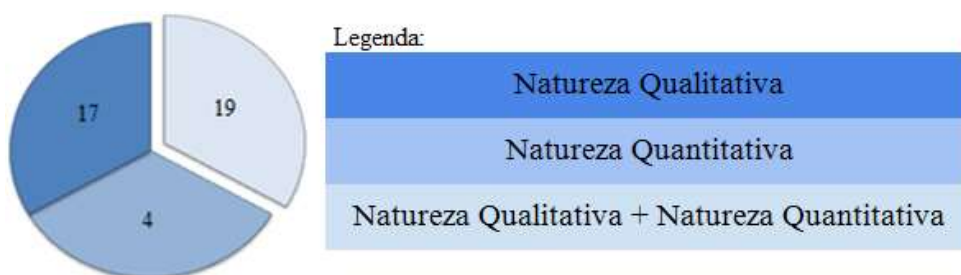 17
19
4
Legenda:
Natureza Qualitativa
Natureza Quantitativa
Natureza Qualitativa + Natureza Quantitativa